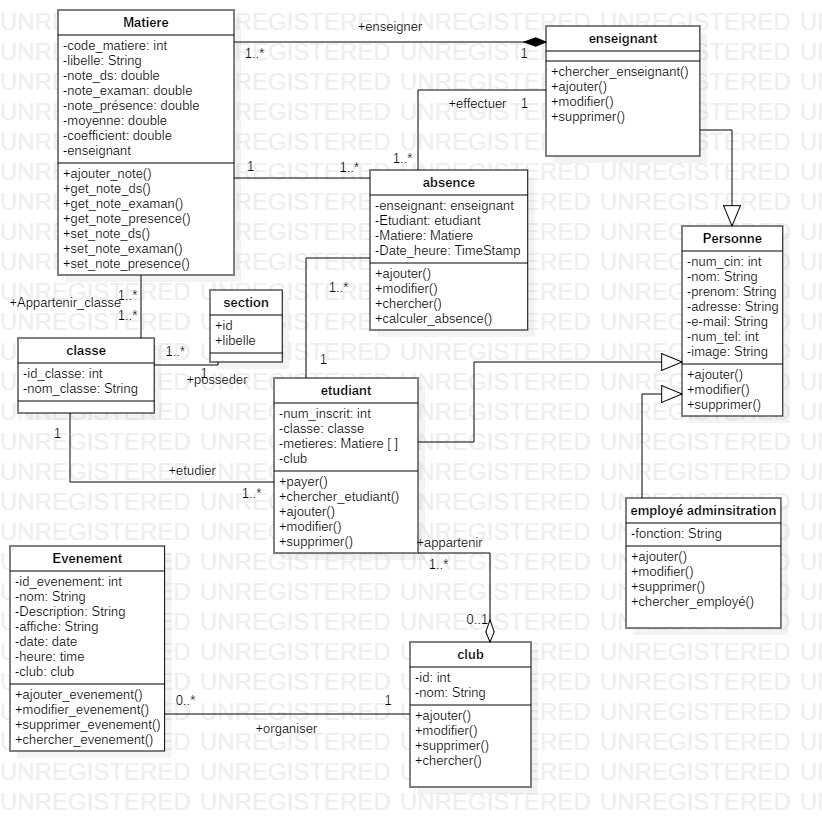 Matiere
-code_matiere: int
-libelle: String
-note_ds: double
-note_examan: double
-note_présence: double
-moyenne: double
-coefficient: double
-enseignant
+ajouter_note()
+get_note_ds()
+get_note_examan()
+get_note_presence()
+set_note_ds()
+set_note_examan()
+set_note_presence()
+enseigner
1..*
1
enseignant
+chercher_enseignant()
+ajouter()
+modifier()
+supprimer()
+effectuer
1
1..*
1
1..*
absence
-enseignant: enseignant
-Etudiant: etudiant
-Matiere: Matiere
-Date_heure: TimeStamp
+ajouter()
+modifier()
+chercher()
+calculer_absence()
Personne
-num_cin: int
-nom: String
-prenom: String
-adresse: String
-e-mail: String
-num_tel: int
-image: String
+ajouter()
+modifier()
+supprimer()
+Appartenir_classe
1..*
1..*
section
+id
+libelle
1..*
1
+posseder
classe
-id_classe: int
-nom_classe: String
1..*
1
etudiant
-num_inscrit: int
-classe: classe
-metieres: Matiere [ ]
-club
+payer()
+chercher_etudiant()
+ajouter()
+modifier()
+supprimer()
1
+etudier
1..*
+appartenir
1..*
0..1
employé adminsitration
-fonction: String
+ajouter()
+modifier()
+supprimer()
+chercher_employé()
Evenement
-id_evenement: int
-nom: String
-Description: String
-affiche: String
-date: date
-heure: time
-club: club
+ajouter_evenement()
+modifier_evenement()
+supprimer_evenement()
+chercher_evenement()
0..*
1
+organiser
club
-id: int
-nom: String
+ajouter()
+modifier()
+supprimer()
+chercher()
UNREGISTERED